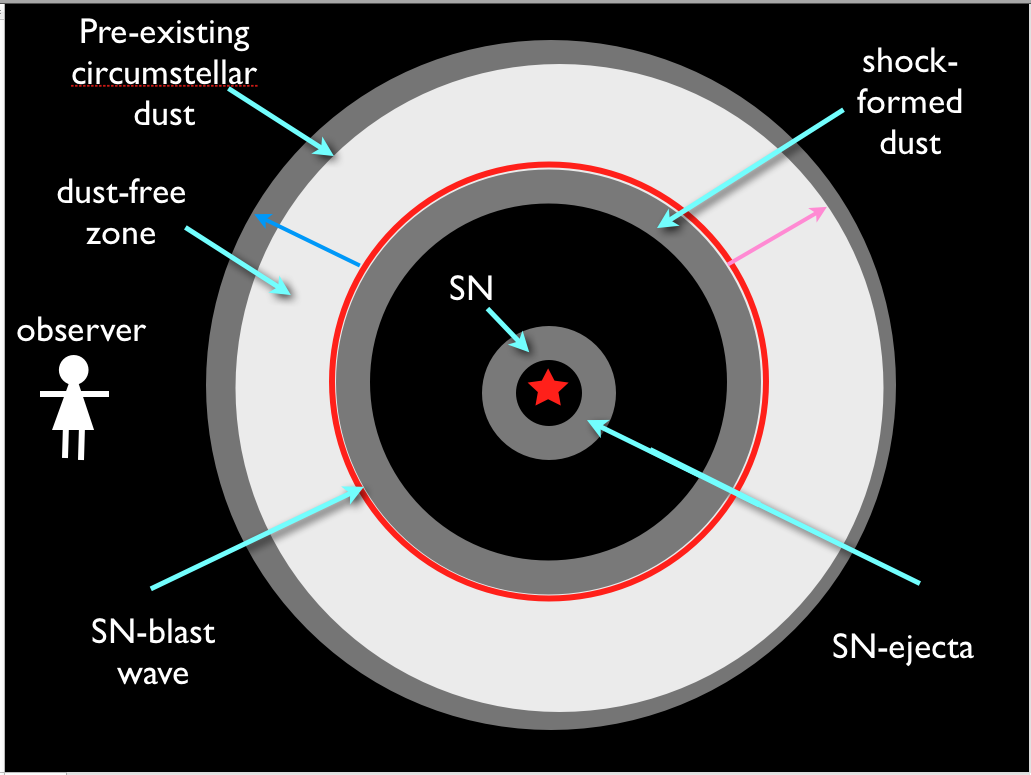 Pre-existing
circumstellar
dust
shock-
formed
dust
dust-free
zone
SN
observer
SN-blast
wave
SN-ejecta